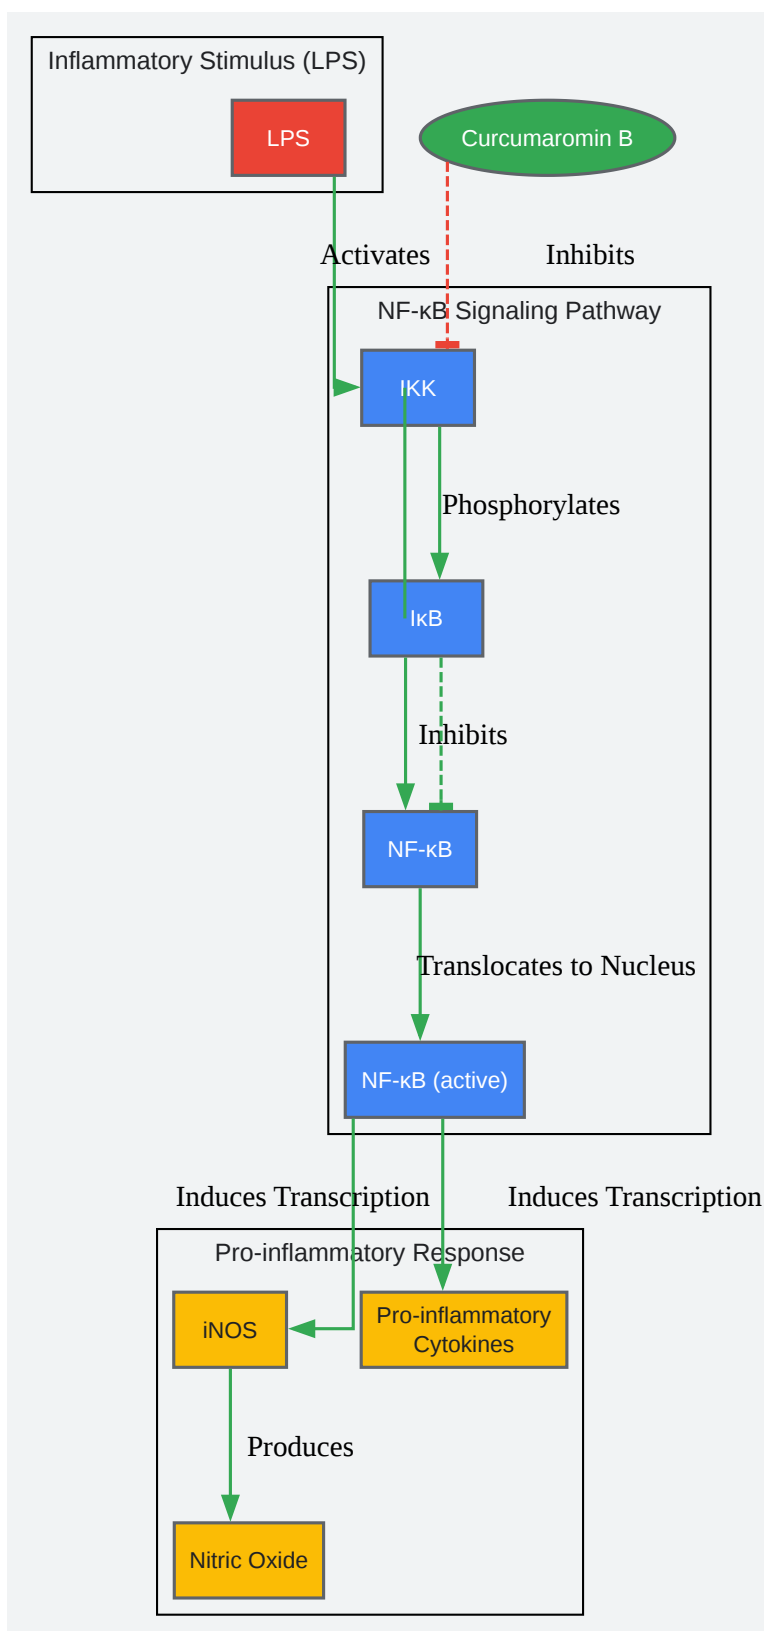 Inflammatory Stimulus (LPS)
LPS
Curcumaromin B
Activates
Inhibits
NF-κB Signaling Pathway
IKK
Phosphorylates
IκB
Inhibits
NF-κB
Translocates to Nucleus
NF-κB (active)
Induces Transcription
Induces Transcription
Pro-inflammatory Response
iNOS
Pro-inflammatory
Cytokines
Produces
Nitric Oxide